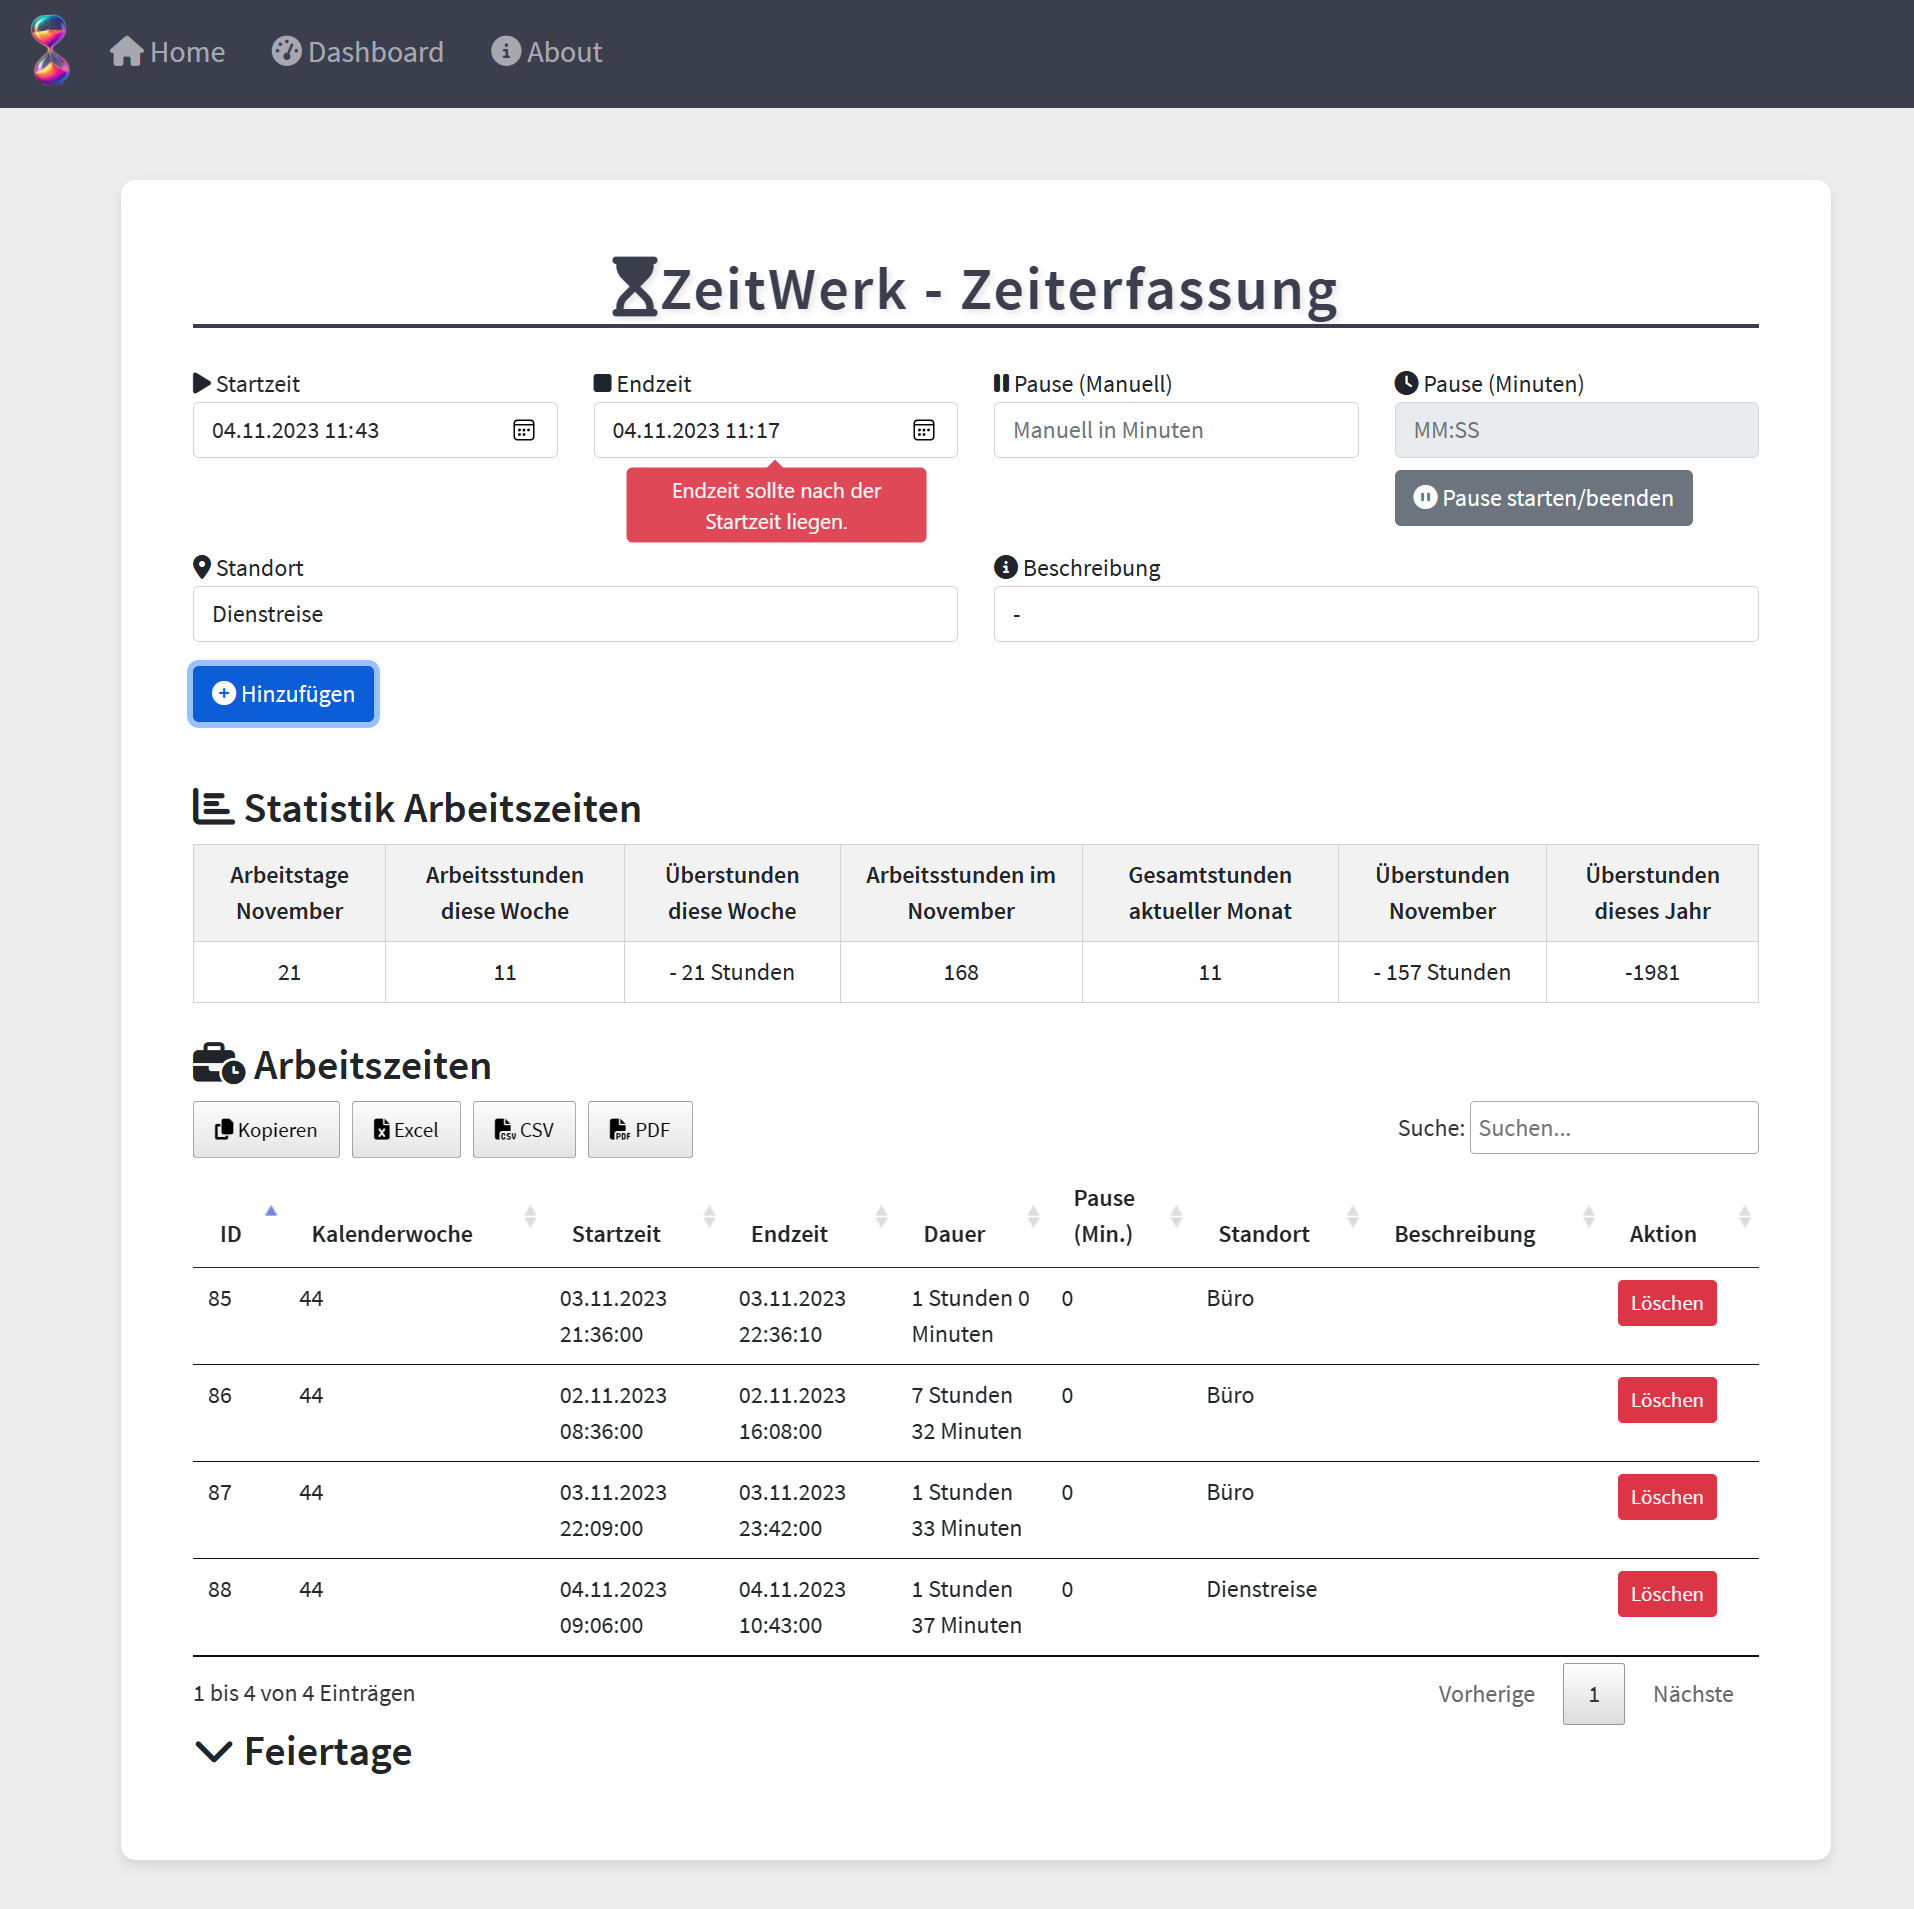 Home Dashboard About
ZeitWerk - Zeiterfassung
Startzeit Endzeit Pause (Manuell) Pause (Minuten)
04.11.2023 11:43 04.11.2023 11:17 Manuell in Minuten MM:SS
Endzeit sollte nach der
Startzeit liegen.
Pause starten/beenden
Standort Beschreibung
Dienstreise -
Hinzufügen
Statistik Arbeitszeiten
Arbeitstage Arbeitsstunden Überstunden Arbeitsstunden im Gesamtstunden Überstunden Überstunden
November diese Woche diese Woche November aktueller Monat November dieses Jahr
21 11 - 21 Stunden 168 11 - 157 Stunden -1981
Arbeitszeiten
Kopieren Excel CSV PDF Suche: Suchen...
ID Kalenderwoche Startzeit Endzeit Dauer Pause (Min.) Standort Beschreibung Aktion
85 44 03.11.2023 03.11.2023 1 Stunden 0 0 Büro Löschen
21:36:00 22:36:10 Minuten
86 44 02.11.2023 02.11.2023 7 Stunden 0 Büro Löschen
08:36:00 16:08:00 32 Minuten
87 44 03.11.2023 03.11.2023 1 Stunden 0 Büro Löschen
22:09:00 23:42:00 33 Minuten
88 44 04.11.2023 04.11.2023 1 Stunden 0 Dienstreise Löschen
09:06:00 10:43:00 37 Minuten
1 bis 4 von 4 Einträgen Vorherige 1 Nächste
Feiertage